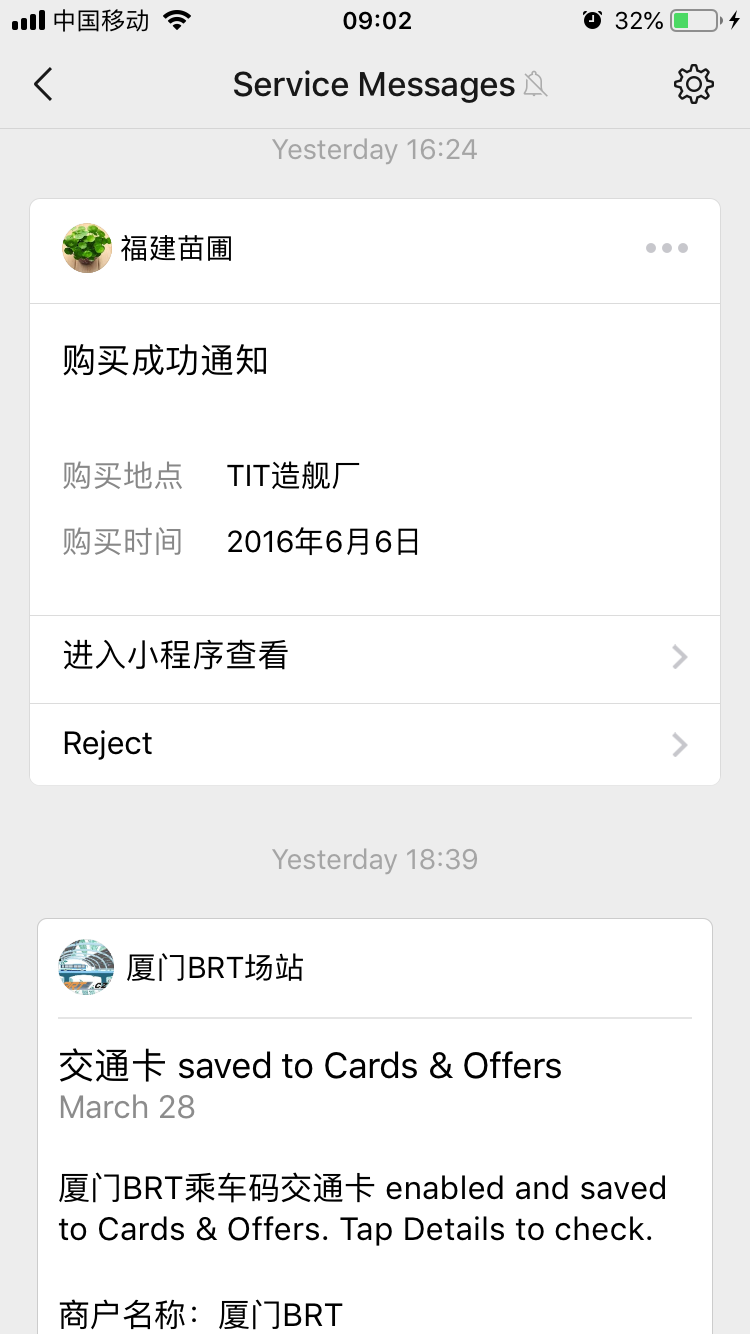 中国移动 09:02 32%
Service Messages
Yesterday 16:24
福建苗圃
购买成功通知
购买地点 TIT造舰厂
购买时间 2016年6月6日
进入小程序查看
Reject
Yesterday 18:39
厦门BRT场站
交通卡 saved to Cards & Offers
March 28
厦门BRT乘车码交通卡 enabled and saved
to Cards & Offers. Tap Details to check.
商户名称：厦门BRT